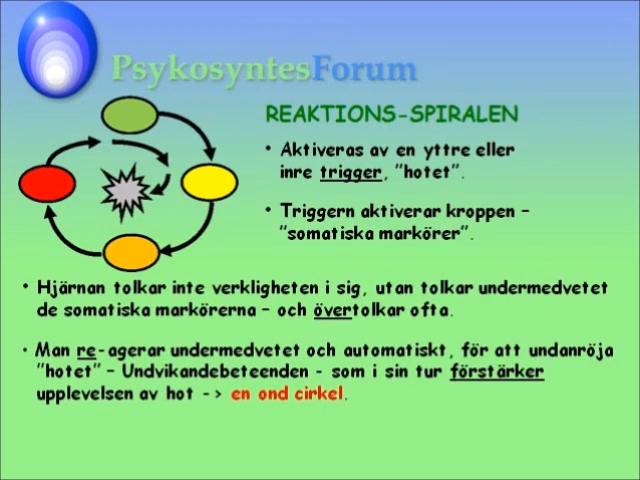 PsykosyntesForum
REAKTIONS-SPIRALEN
• Aktiveras av en yttre eller
inre trigger, "hotet".
• Triggern aktiverar kroppen –
"somatiska markörer".
• Hjärnan tolkar inte verkligheten i sig, utan tolkar undermedvetet
de somatiska markörerna – och övertolkar ofta.
• Man re-agerar undermedvetet och automatiskt, för att undanröja
"hotet" – Undvikandebeteenden - som i sin tur förstärker
upplevelsen av hot -> en ond cirkel.